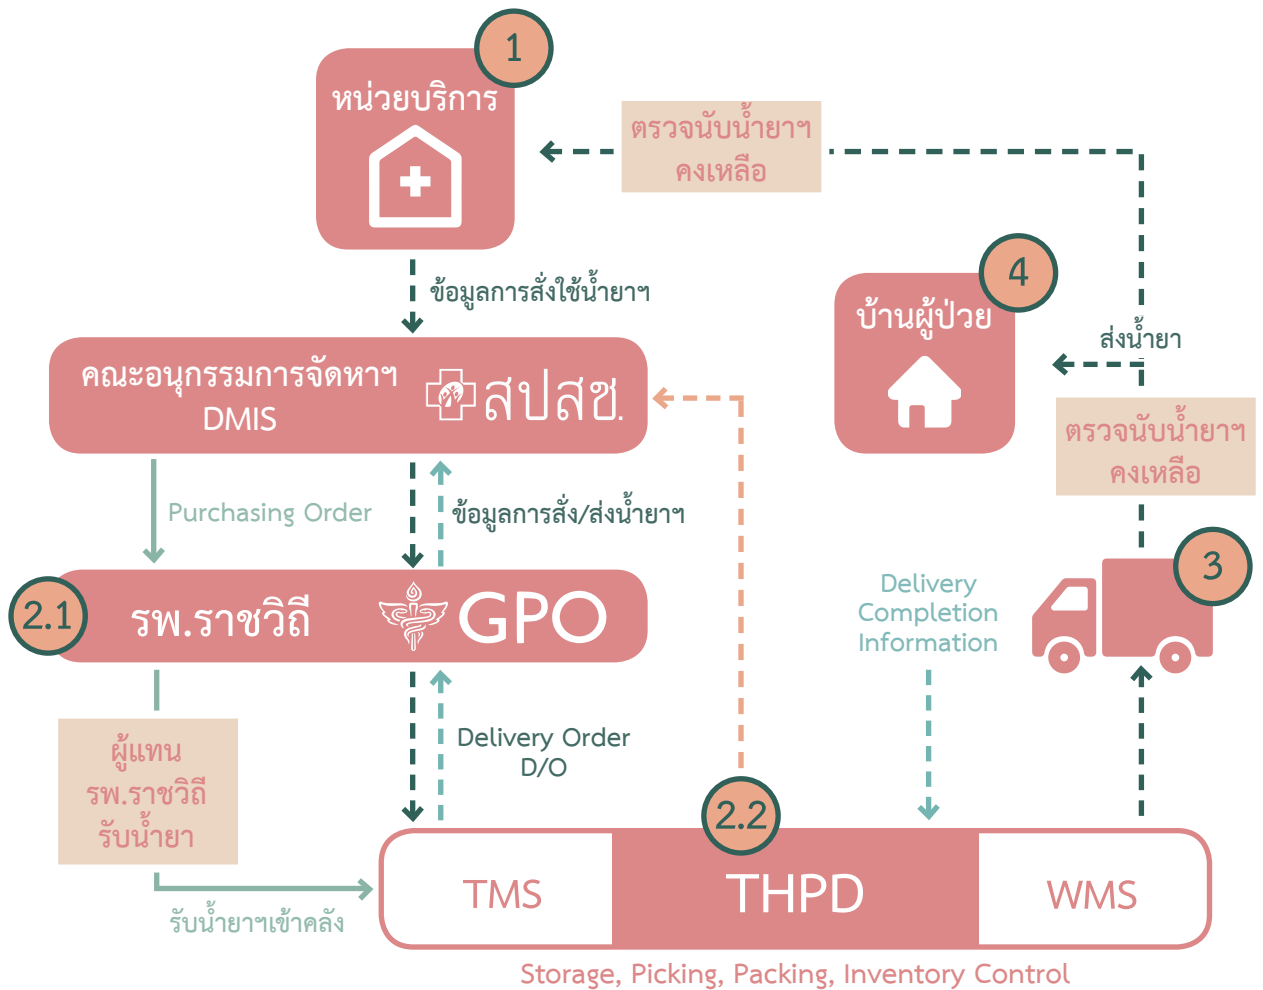 1
หน่วยบริการ
ตรวจนับน้ำยาฯ
คงเหลือ
ข้อมูลการสั่งใช้น้ำยาฯ
4
บ้านผู้ป่วย
ส่งน้ำยา
คณะอนุกรรมการจัดหาฯ
DMIS
สปสช.
ตรวจนับน้ำยาฯ
คงเหลือ
Purchasing Order
ข้อมูลการสั่ง/ส่งน้ำยาฯ
3
2.1
รพ.ราชวิถี
GPO
Delivery
Completion
Information
ผู้แทน
รพ.ราชวิถี
รับน้ำยา
Delivery Order
D/O
2.2
รับน้ำยาฯเข้าคลัง
TMS
THPD
WMS
Storage, Picking, Packing, Inventory Control